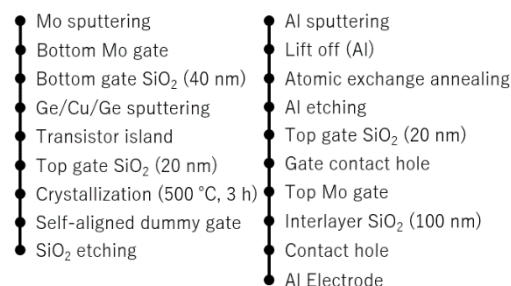 Mo sputtering
Bottom Mo gate
Bottom gate SiO₂ (40 nm)
Ge/Cu/Ge sputtering
Transistor island
Top gate SiO₂ (20 nm)
Crystallization (500 °C, 3 h)
Self-aligned dummy gate
SiO₂ etching
Al sputtering
Lift off (Al)
Atomic exchange annealing
Al etching
Top gate SiO₂ (20 nm)
Gate contact hole
Top Mo gate
Interlayer SiO₂ (100 nm)
Contact hole
Al Electrode